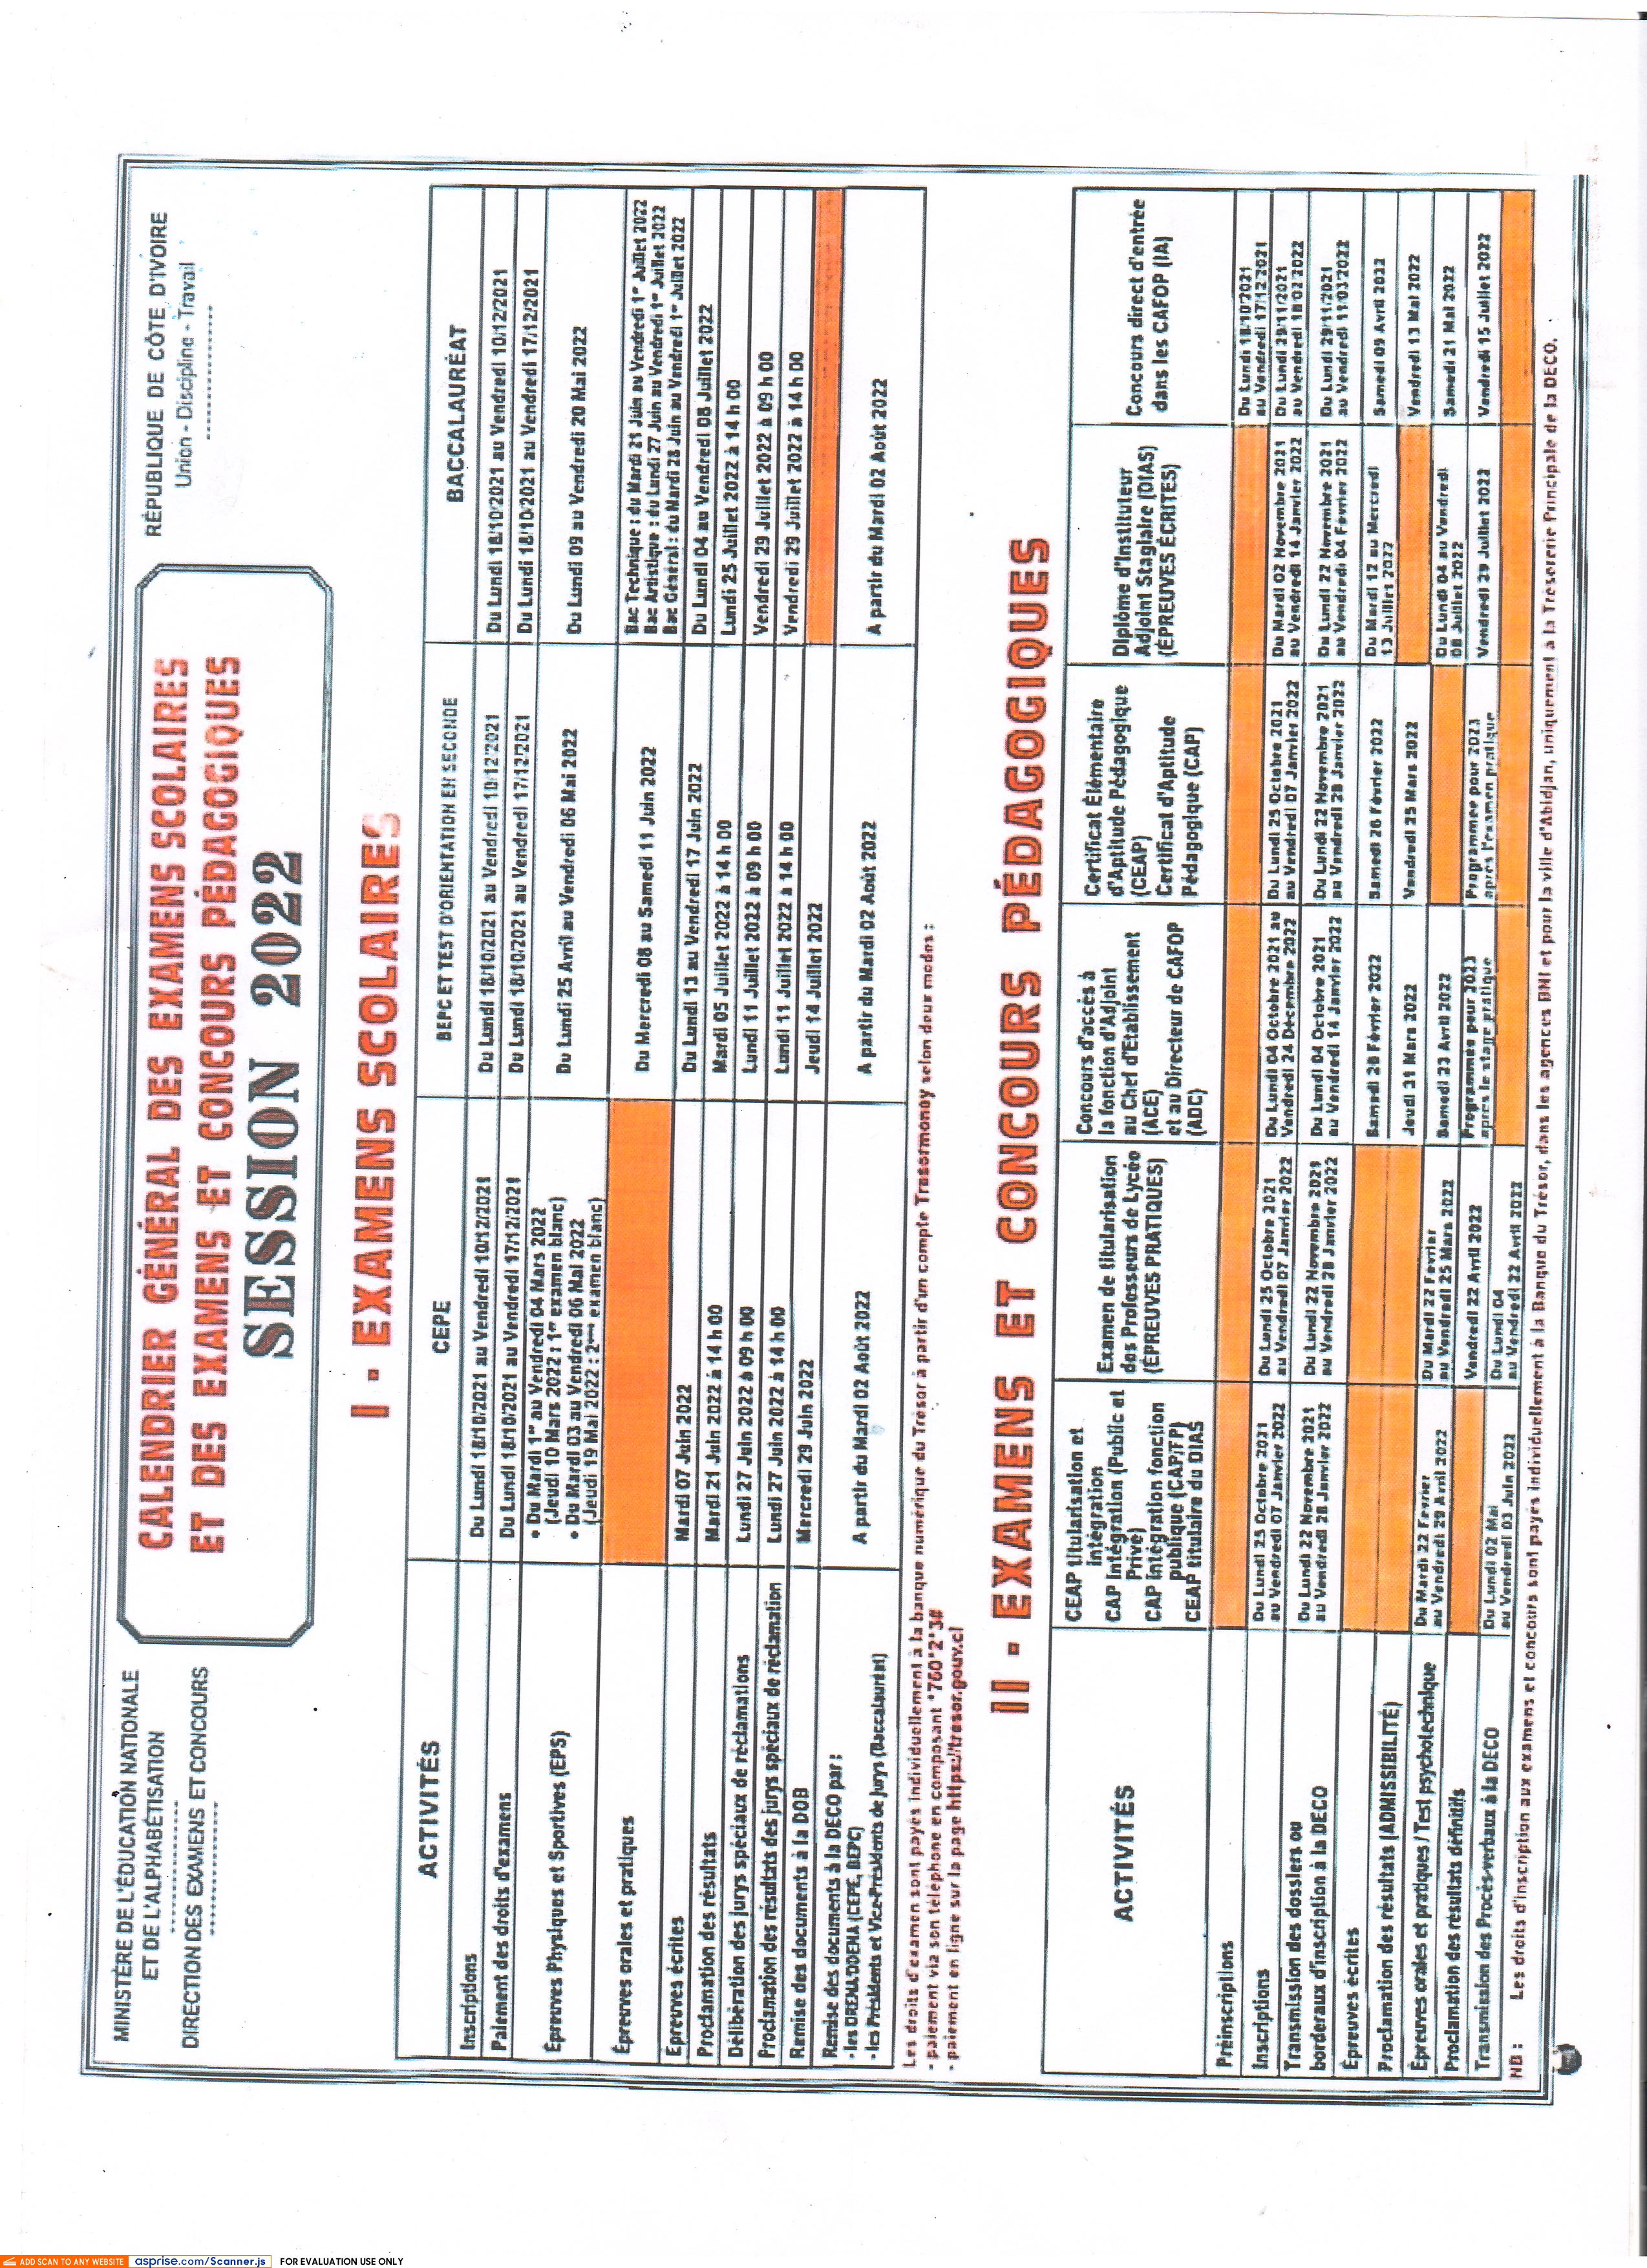 MINISTÈRE DE L'ÉDUCATION NATIONALE
ET DE L'ALPHABÉTISATION
DIRECTION DES EXAMENS ET CONCOURS
CALENDRIER GÉNÉRAL DES EXAMENS SCOLAIRES
ET DES EXAMENS ET CONCOURS PÉDAGOGIQUES
SESSION 2022
RÉPUBLIQUE DE CÔTE D'IVOIRE
Union - Discipline - Travail
I - EXAMENS SCOLAIRES
ACTIVITÉS
CEPE
BEPC ET TEST D'ORIENTATION EN SECONDE
BACCALAURÉAT
Inscriptions
Du Lundi 18/10/2021 au Vendredi 10/12/2021
Du Lundi 18/10/2021 au Vendredi 10/12/2021
Du Lundi 18/10/2021 au Vendredi 10/12/2021
Paiement des droits d'examens
Du Lundi 18/10/2021 au Vendredi 17/12/2021
Du Lundi 18/10/2021 au Vendredi 17/12/2021
Du Lundi 18/10/2021 au Vendredi 17/12/2021
Épreuves Physiques et Sportives (EPS)
• Du Mardi 1er au Vendredi 04 Mars 2022
(Jeudi 10 Mars 2022 : 1er examen blanc)
• Du Mardi 03 au Vendredi 06 Mai 2022
(Jeudi 19 Mai 2022 : 2ème examen blanc)
Du Lundi 25 Avril au Vendredi 06 Mai 2022
Du Lundi 09 au Vendredi 20 Mai 2022
Épreuves orales et pratiques
Du Mercredi 08 au Samedi 11 Juin 2022
Bac Technique : du Mardi 21 Juin au Vendredi 1er Juillet 2022
Bac Artistique : du Lundi 27 Juin au Vendredi 1er Juillet 2022
Bac Général : du Mardi 28 Juin au Vendredi 1er Juillet 2022
Epreuves écrites
Mardi 07 Juin 2022
Du Lundi 13 au Vendredi 17 Juin 2022
Du Lundi 04 au Vendredi 08 Juillet 2022
Proclamation des résultats
Mardi 21 Juin 2022 à 14 h 00
Mardi 05 Juillet 2022 à 14 h 00
Lundi 25 Juillet 2022 à 14 h 00
Délibération des jurys spéciaux de réclamations
Lundi 27 Juin 2022 à 09 h 00
Lundi 11 Juillet 2022 à 09 h 00
Vendredi 29 Juillet 2022 à 09 h 00
Proclamation des résultats des jurys spéciaux de réclamation
Lundi 27 Juin 2022 à 14 h 00
Lundi 11 Juillet 2022 à 14 h 00
Vendredi 29 Juillet 2022 à 14 h 00
Remise des documents à la DOB
Mercredi 29 Juin 2022
Jeudi 14 Juillet 2022
Remise des documents à la DECO par :
- les DRENA/DDENA (CEPE, BEPC)
- les Présidents et Vice-Présidents de jurys (Baccalauréat)
A partir du Mardi 02 Août 2022
A partir du Mardi 02 Août 2022
A partir du Mardi 02 Août 2022
Les droits d'examen sont payés individuellement à la banque numérique du Trésor à partir d'un compte Tresormoney selon deux modes :
- paiement via son téléphone en composant *760*2*3#
- paiement en ligne sur la page https://tresor.gouv.ci
II - EXAMENS ET CONCOURS PÉDAGOGIQUES
ACTIVITÉS
CEAP titularisation et
intégration
CAP intégration (Public et
Privé)
CAP intégration fonction
publique (CAP/FP)
CEAP titulaire du DIAS
Examen de titularisation
des Professeurs de Lycée
(ÉPREUVES PRATIQUES)
Concours d'accès à
la fonction d'Adjoint
au Chef d'Etablissement
(ACE)
et au Directeur de CAFOP
(ADC)
Certificat Élémentaire
d'Aptitude Pédagogique
(CEAP)
Certificat d'Aptitude
Pédagogique (CAP)
Diplôme d'Instituteur
Adjoint Stagiaire (DIAS)
(ÉPREUVES ÉCRITES)
Concours direct d'entrée
dans les CAFOP (IA)
Préinscriptions
Du Lundi 18/10/2021
au Vendredi 17/12/2021
Inscriptions
Du Lundi 25 Octobre 2021
au Vendredi 07 Janvier 2022
Du Lundi 25 Octobre 2021
au Vendredi 07 Janvier 2022
Du Lundi 04 Octobre 2021 au
Vendredi 24 Décembre 2022
Du Lundi 25 Octobre 2021
au Vendredi 07 Janvier 2022
Du Mardi 02 Novembre 2021
au Vendredi 14 Janvier 2022
Du Lundi 29/11/2021
au Vendredi 18/02/2022
Transmission des dossiers ou
borderaux d'inscription à la DECO
Du Lundi 22 Novembre 2021
au Vendredi 28 Janvier 2022
Du Lundi 22 Novembre 2021
au Vendredi 28 Janvier 2022
Du Lundi 04 Octobre 2021
au Vendredi 14 Janvier 2022
Du Lundi 22 Novembre 2021
au Vendredi 28 Janvier 2022
Du Lundi 22 Novembre 2021
au Vendredi 04 Février 2022
Du Lundi 29/11/2021
au Vendredi 11/03/2022
Épreuves écrites
Samedi 26 Février 2022
Samedi 26 Février 2022
Du Mardi 12 au Mercredi
13 Juillet 2022
Samedi 09 Avril 2022
Proclamation des résultats (ADMISSIBILITÉ)
Jeudi 31 Mars 2022
Vendredi 25 Mars 2022
Vendredi 13 Mai 2022
Épreuves orales et pratiques / Test psychotechnique
Du Mardi 22 Février
au Vendredi 29 Avril 2022
Du Mardi 22 Février
au Vendredi 25 Mars 2022
Samedi 23 Avril 2022
Du Lundi 04 au Vendredi
08 Juillet 2022
Samedi 21 Mai 2022
Proclamation des résultats définitifs
Vendredi 22 Avril 2022
Programmée pour 2023
après le stage pratique
Programmée pour 2023
après l'examen pratique
Vendredi 29 Juillet 2022
Vendredi 15 Juillet 2022
Transmission des Procès-verbaux à la DECO
Du Lundi 02 Mai
au Vendredi 03 Juin 2022
Du Lundi 04
au Vendredi 22 Avril 2022
NB : Les droits d'inscription aux examens et concours sont payés individuellement à la Banque du Trésor, dans les agences BNI et pour la ville d'Abidjan, uniquement à la Trésorerie Principale de la DECO.
ADD SCAN TO ANY WEBSITE asprise.com/Scanner.js FOR EVALUATION USE ONLY